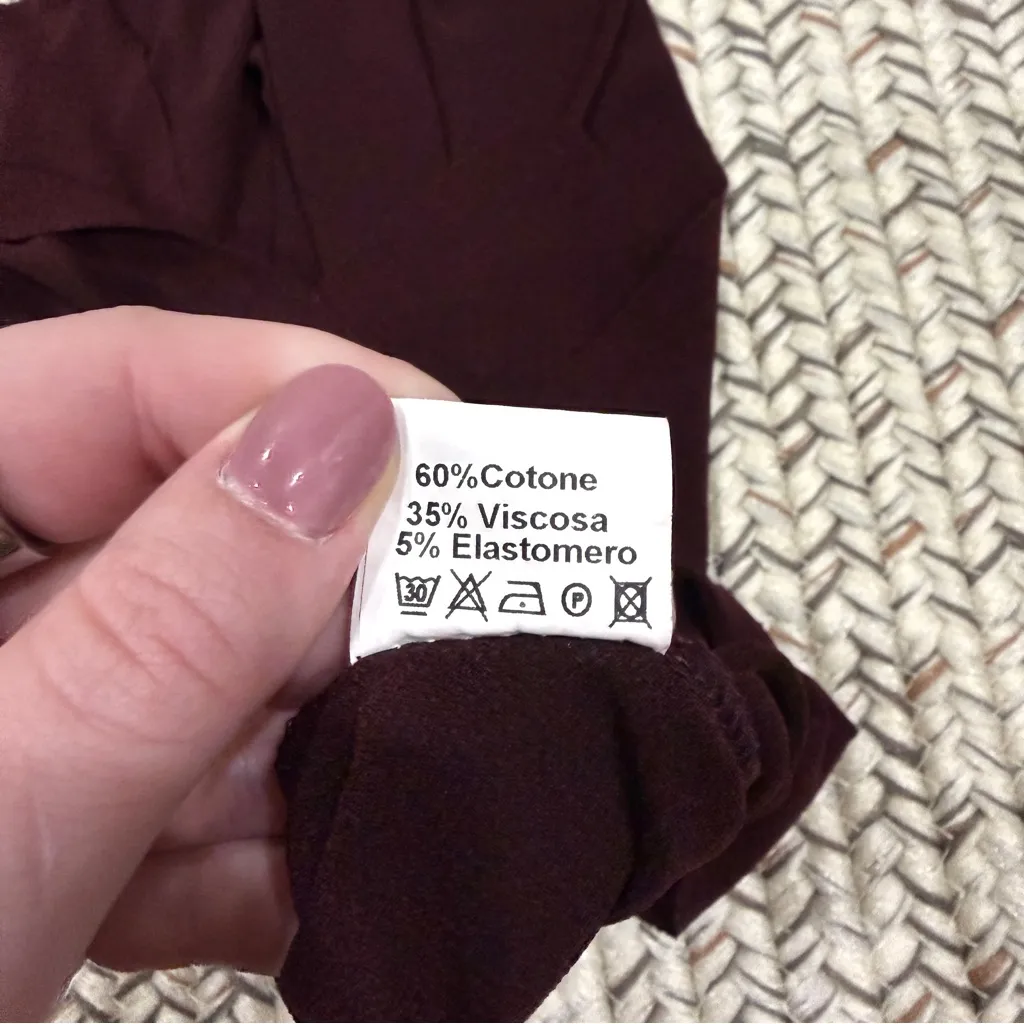 60%Cotone
35% Viscosa
5% Elastomero
30 P